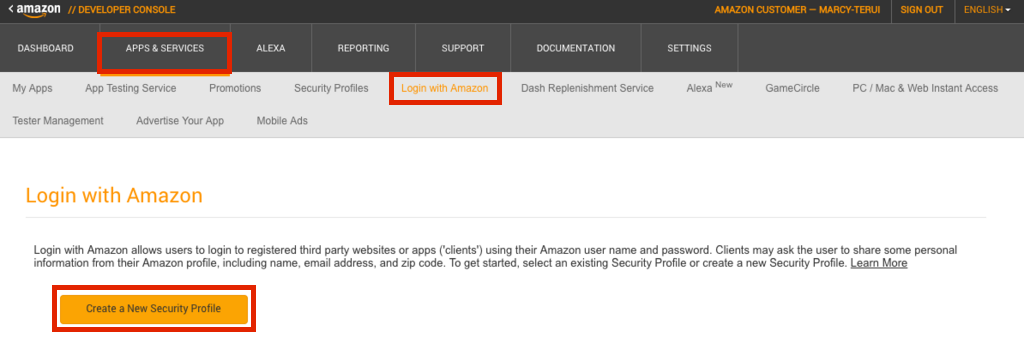 < amazon // DEVELOPER CONSOLE AMAZON CUSTOMER — MARCY-TERUI SIGN OUT ENGLISH
DASHBOARD APPS & SERVICES ALEXA REPORTING SUPPORT DOCUMENTATION SETTINGS
My Apps App Testing Service Promotions Security Profiles Login with Amazon Dash Replenishment Service Alexa New GameCircle PC / Mac & Web Instant Access
Tester Management Advertise Your App Mobile Ads
Login with Amazon
Login with Amazon allows users to login to registered third party websites or apps ('clients') using their Amazon user name and password. Clients may ask the user to share some personal
information from their Amazon profile, including name, email address, and zip code. To get started, select an existing Security Profile or create a new Security Profile. Learn More
Create a New Security Profile